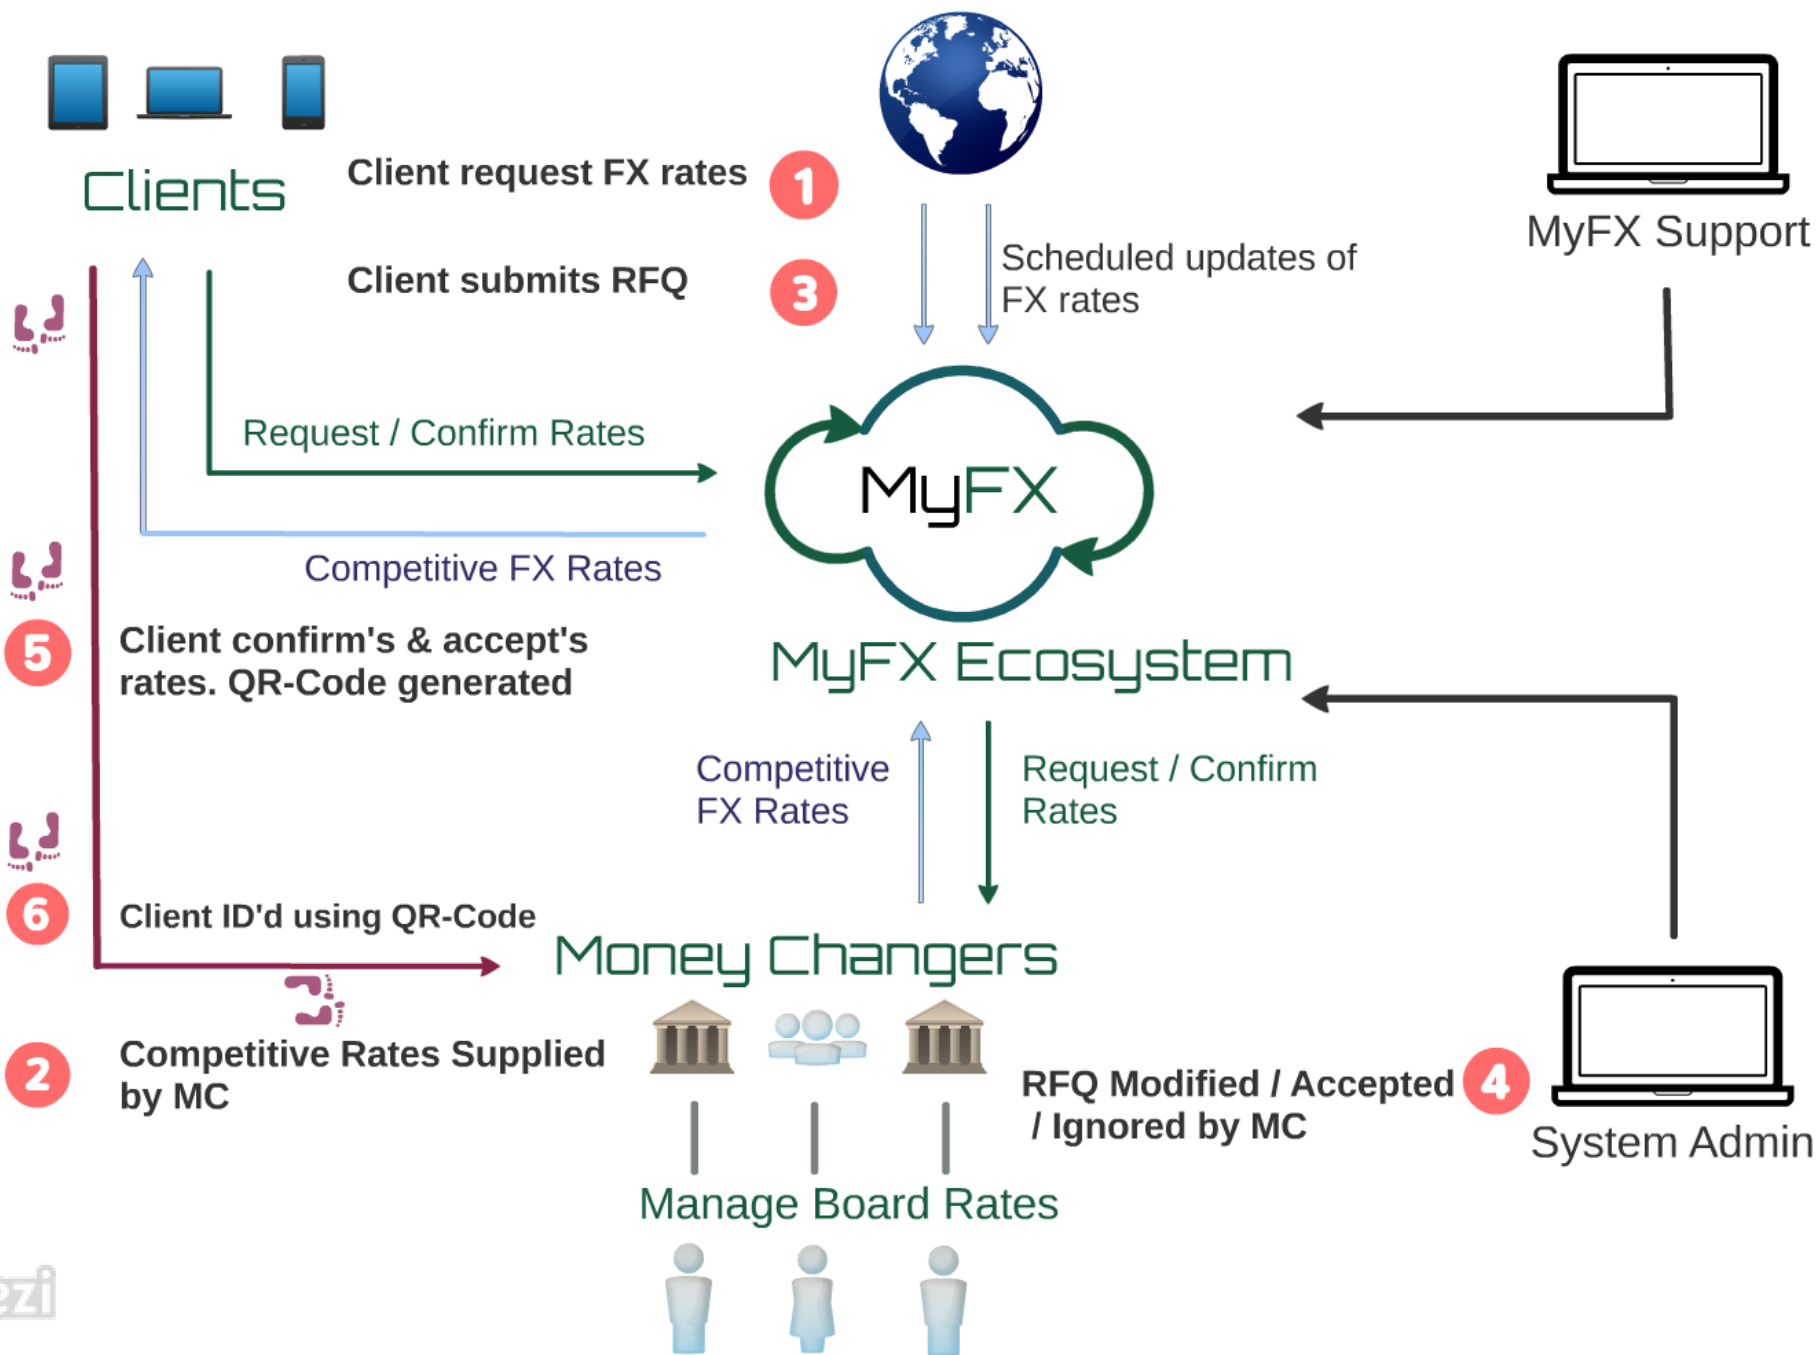 Clients
Client request FX rates
1
Client submits RFQ
3
Scheduled updates of
FX rates
MyFX Support
Request / Confirm Rates
MyFX
Competitive FX Rates
5
Client confirm's & accept's
rates. QR-Code generated
MyFX Ecosystem
Competitive
FX Rates
Request / Confirm
Rates
6
Client ID'd using QR-Code
Money Changers
2
Competitive Rates Supplied
by MC
RFQ Modified / Accepted
/ Ignored by MC
4
System Admin
Manage Board Rates
ezi